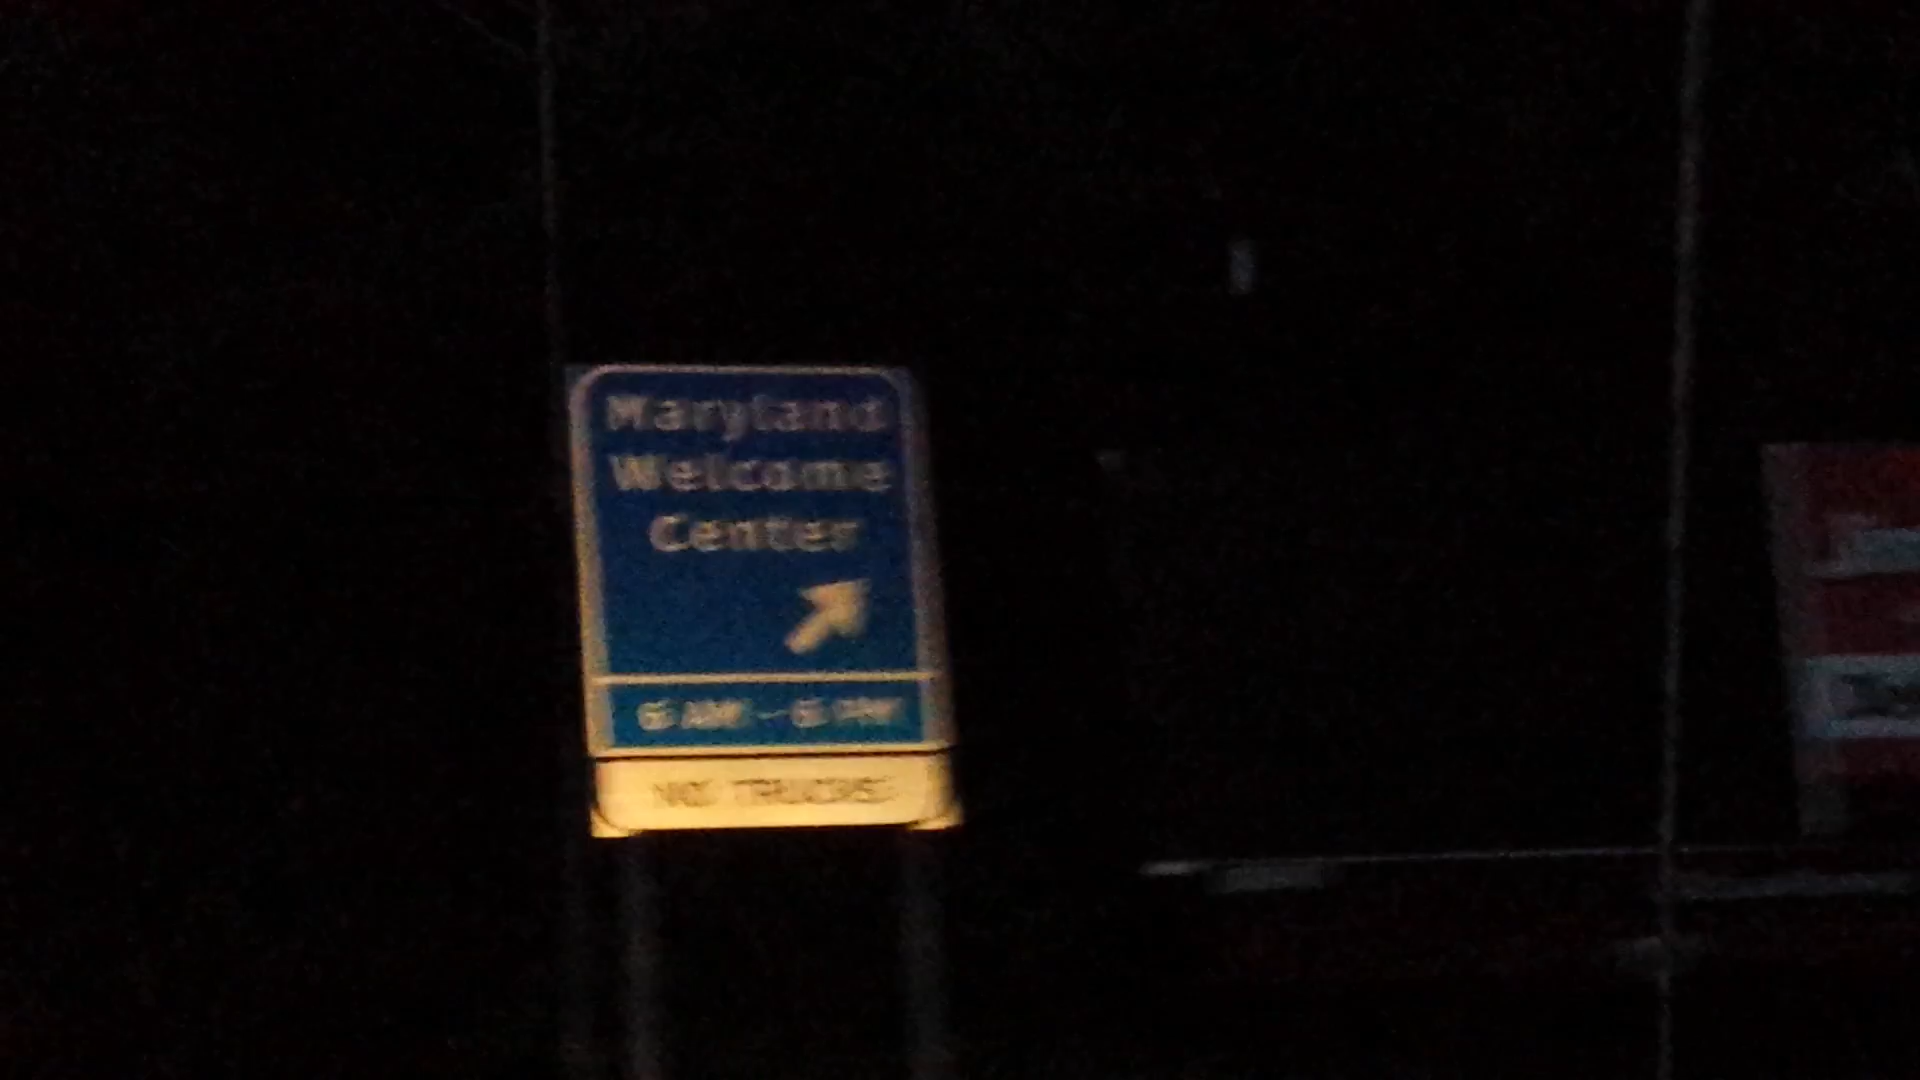 Maryland
Welcome
Center
6 AM - 6 PM
NO TRUCKS